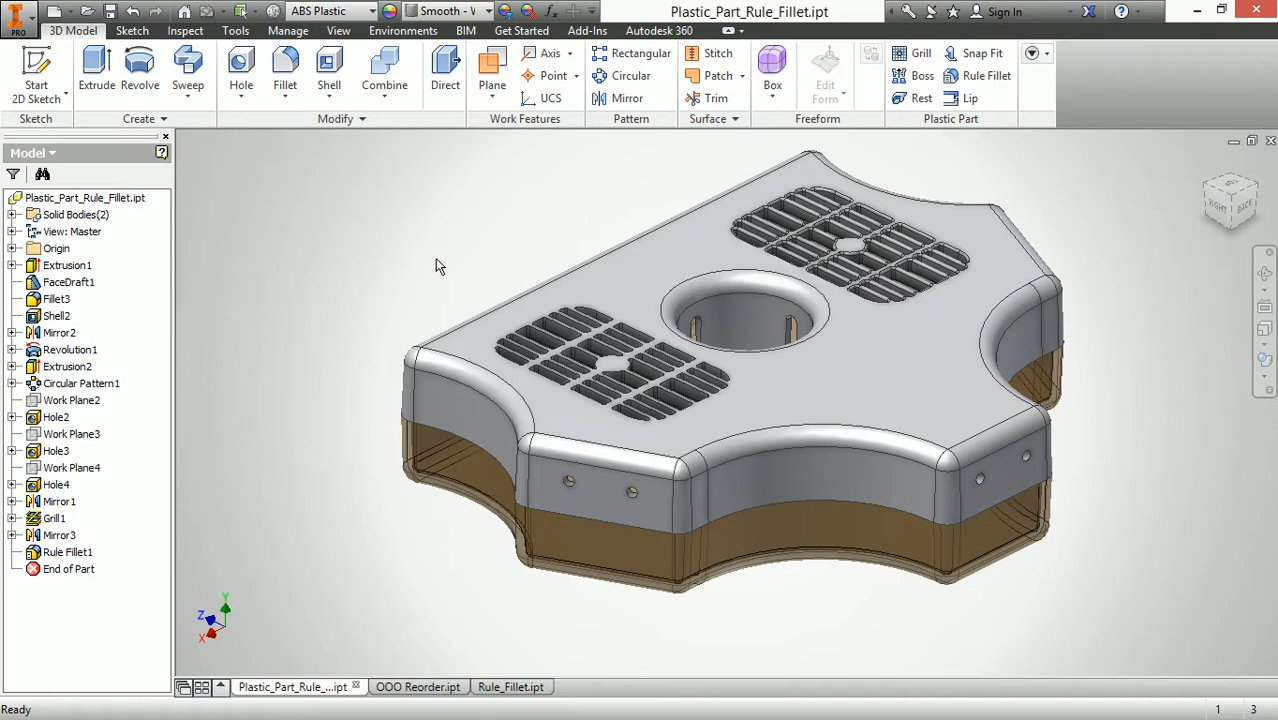 ABS Plastic
Smooth - V
Plastic_Part_Rule_Fillet.ipt
Sign In
PRO
3D Model
Sketch
Inspect
Tools
Manage
View
Environments
BIM
Get Started
Add-Ins
Autodesk 360
Start
2D Sketch
Extrude
Revolve
Sweep
Hole
Fillet
Shell
Combine
Direct
Plane
Axis
Point
UCS
Rectangular
Circular
Mirror
Stitch
Patch
Trim
Box
Edit
Form
Grill
Boss
Rest
Snap Fit
Rule Fillet
Lip
Sketch
Create
Modify
Work Features
Pattern
Surface
Freeform
Plastic Part
Model
Plastic_Part_Rule_Fillet.ipt
Solid Bodies(2)
View: Master
Origin
Extrusion1
FaceDraft1
Fillet3
Shell2
Mirror2
Revolution1
Extrusion2
Circular Pattern1
Work Plane2
Hole2
Work Plane3
Hole3
Work Plane4
Hole4
Mirror1
Grill1
Mirror3
Rule Fillet1
End of Part
RIGHT
BACK
Y
Z
X
Plastic_Part_Rule_...ipt
OOO Reorder.ipt
Rule_Fillet.ipt
Ready
1
3